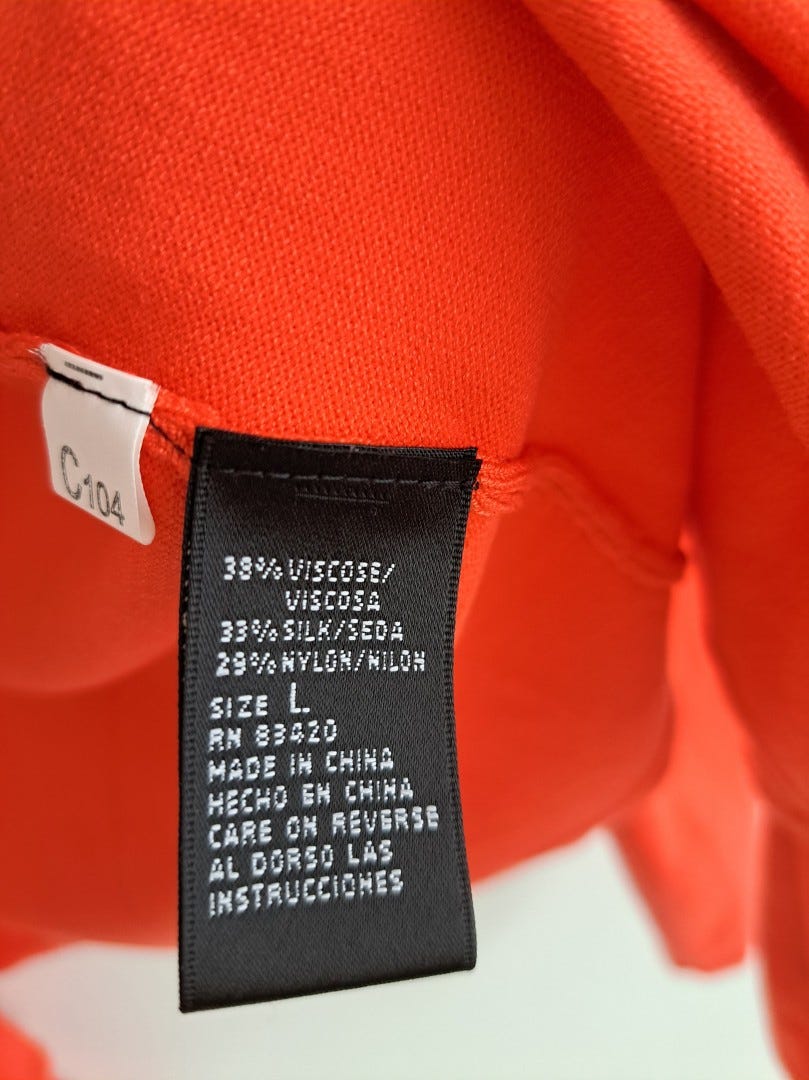 C104
38% VISCOSE/
VISCOSA
33% SILK/SEDA
29% NYLON/NILON
SIZE L
RN 83420
MADE IN CHINA
HECHO EN CHINA
CARE ON REVERSE
AL DORSO LAS
INSTRUCCIONES